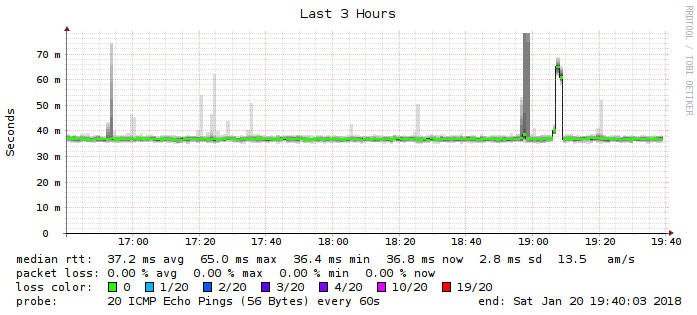 Last 3 Hours
RRDTOOL / TOBI OETIKER
Seconds
70 m
60 m
50 m
40 m
30 m
20 m
10 m
0
17:00 17:20 17:40 18:00 18:20 18:40 19:00 19:20 19:40
median rtt: 37.2 ms avg 65.0 ms max 36.4 ms min 36.8 ms now 2.8 ms sd 13.5 am/s
packet loss: 0.00 % avg 0.00 % max 0.00 % min 0.00 % now
loss color: 0 1/20 2/20 3/20 4/20 10/20 19/20
probe: 20 ICMP Echo Pings (56 Bytes) every 60s end: Sat Jan 20 19:40:03 2018